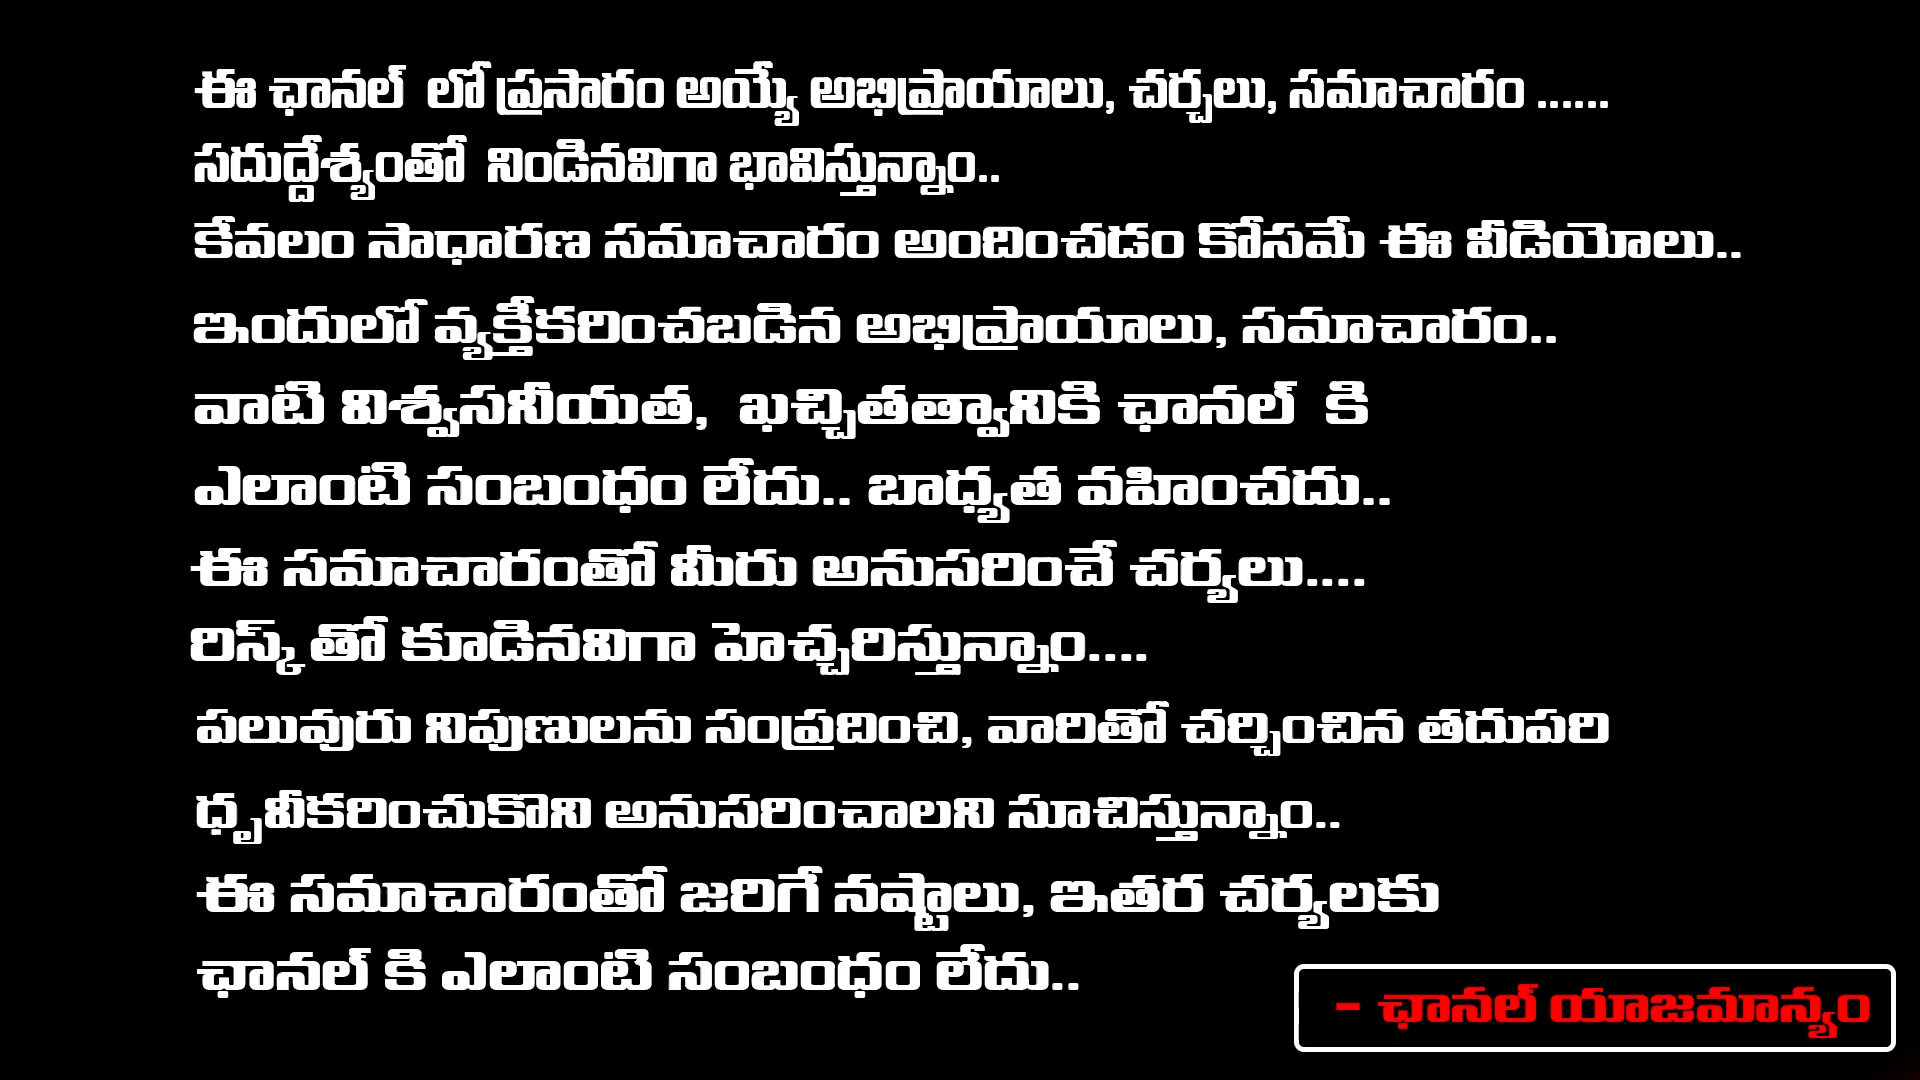 ఈ ఛానల్ లో ప్రసారం అయ్యే అభిప్రాయాలు, చర్చలు, సమాచారం ......
సదుద్దేశ్యంతో నిండినవిగా భావిస్తున్నాం..
కేవలం సాధారణ సమాచారం అందించడం కోసమే ఈ వీడియోలు..
ఇందులో వ్యక్తీకరించబడిన అభిప్రాయాలు, సమాచారం..
వాటి విశ్వసనీయత, ఖచ్చితత్వానికి ఛానల్ కి
ఎలాంటి సంబంధం లేదు.. బాధ్యత వహించదు..
ఈ సమాచారంతో మీరు అనుసరించే చర్యలు....
రిస్క్ తో కూడినవిగా హెచ్చరిస్తున్నాం....
పలువురు నిపుణులను సంప్రదించి, వారితో చర్చించిన తదుపరి
ధృవీకరించుకొని అనుసరించాలని సూచిస్తున్నాం..
ఈ సమాచారంతో జరిగే నష్టాలు, ఇతర చర్యలకు
ఛానల్ కి ఎలాంటి సంబంధం లేదు..
- ఛానల్ యాజమాన్యం